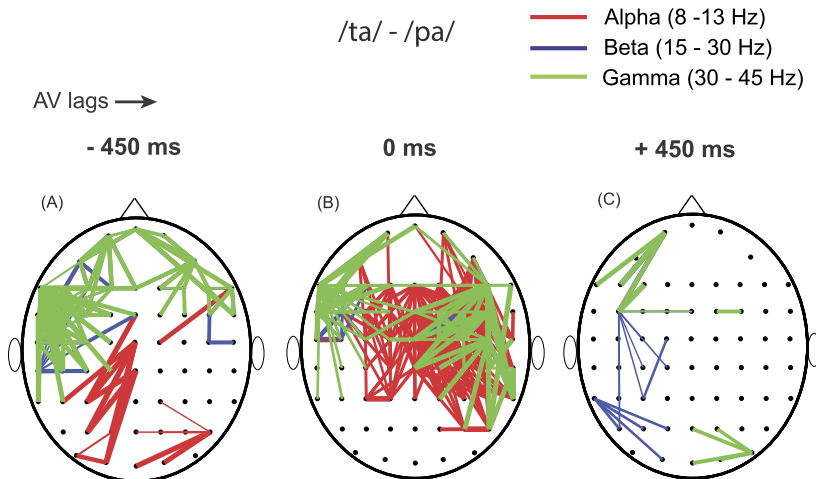 /ta/ - /pa/
Alpha (8 -13 Hz)
Beta (15 - 30 Hz)
Gamma (30 - 45 Hz)
AV lags
- 450 ms
0 ms
+ 450 ms
(A)
(B)
(C)